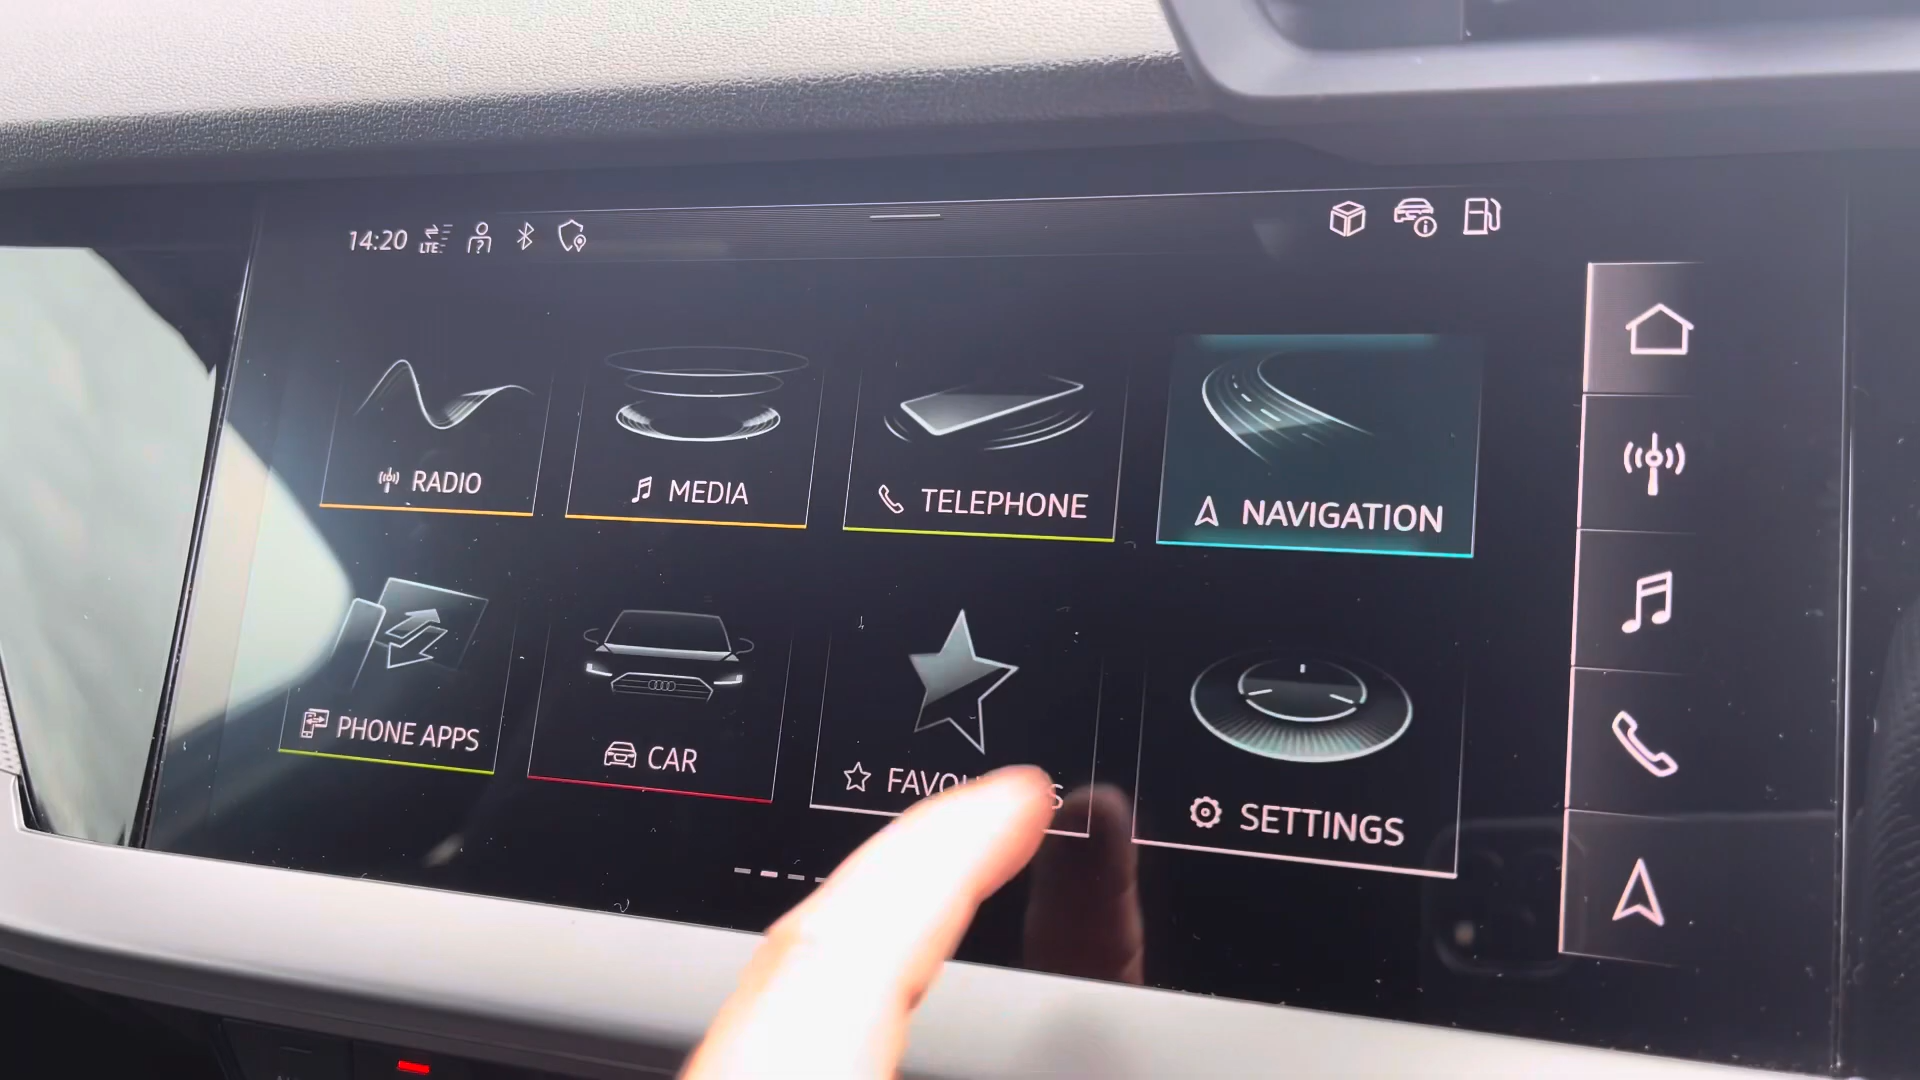 14:20 LTE
RADIO
MEDIA
TELEPHONE
NAVIGATION
PHONE APPS
CAR
SETTINGS